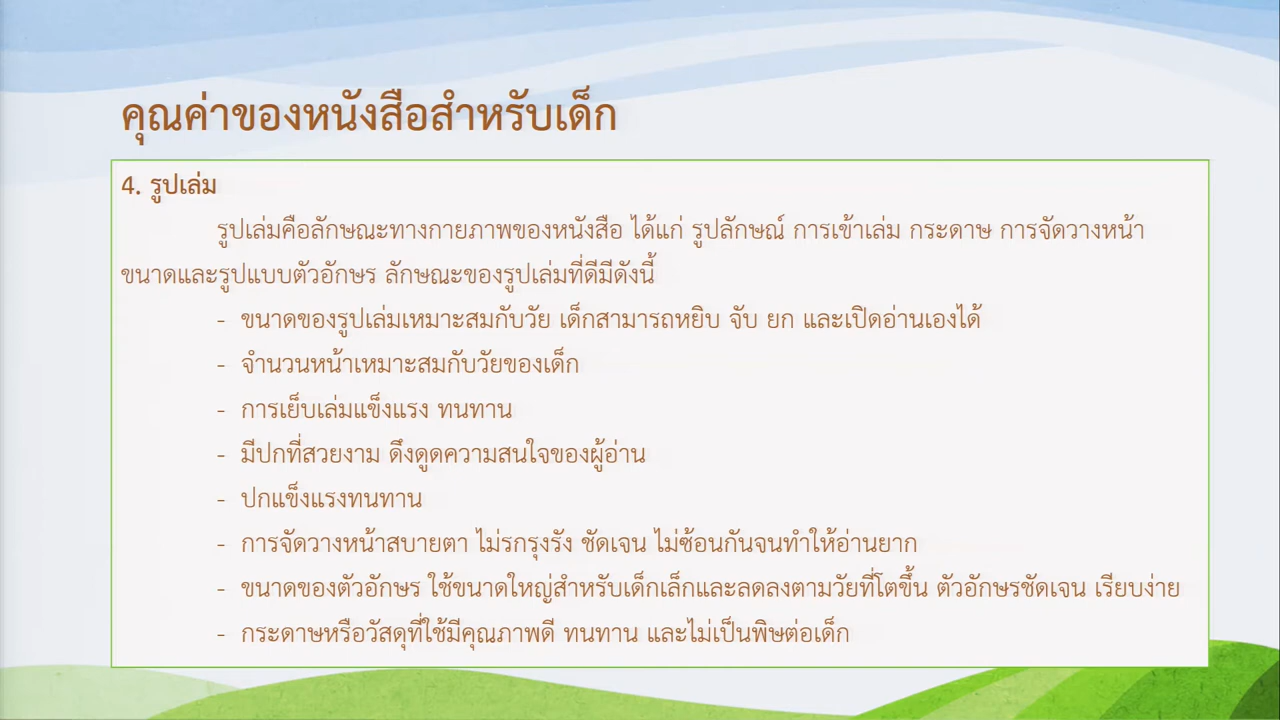 คุณค่าของหนังสือสำหรับเด็ก
4. รูปเล่ม
รูปเล่มคือลักษณะทางกายภาพของหนังสือ ได้แก่ รูปลักษณ์ การเข้าเล่ม กระดาษ การจัดวางหน้า
ขนาดและรูปแบบตัวอักษร ลักษณะของรูปเล่มที่ดีมีดังนี้
- ขนาดของรูปเล่มเหมาะสมกับวัย เด็กสามารถหยิบ จับ ยก และเปิดอ่านเองได้
- จำนวนหน้าเหมาะสมกับวัยของเด็ก
- การเย็บเล่มแข็งแรง ทนทาน
- มีปกที่สวยงาม ดึงดูดความสนใจของผู้อ่าน
- ปกแข็งแรงทนทาน
- การจัดวางหน้าสบายตา ไม่รกรุงรัง ชัดเจน ไม่ซ้อนกันจนทำให้อ่านยาก
- ขนาดของตัวอักษร ใช้ขนาดใหญ่สำหรับเด็กเล็กและลดลงตามวัยที่โตขึ้น ตัวอักษรชัดเจน เรียบง่าย
- กระดาษหรือวัสดุที่ใช้มีคุณภาพดี ทนทาน และไม่เป็นพิษต่อเด็ก